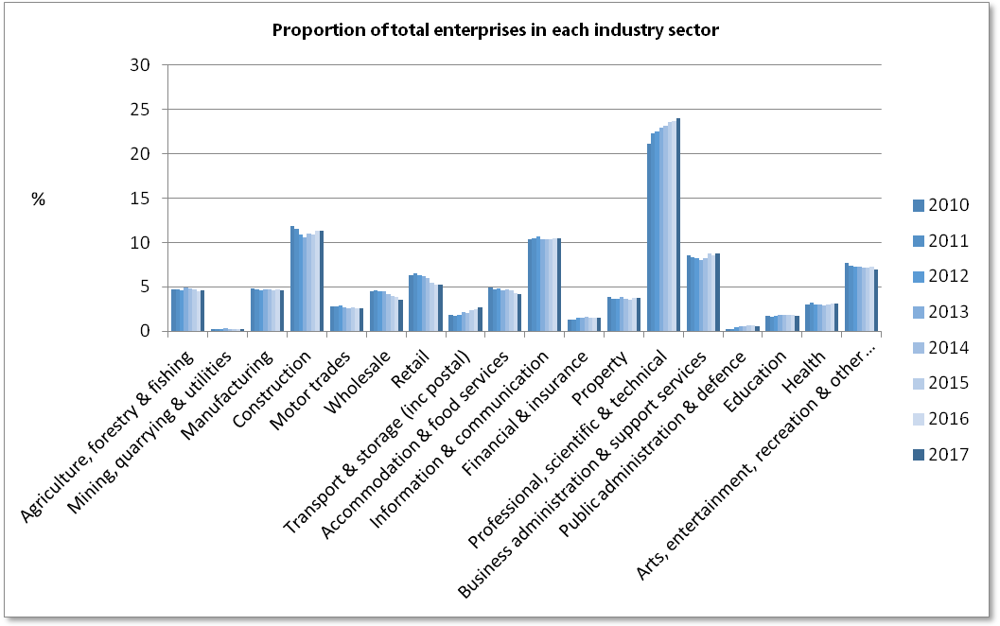 Proportion of total enterprises in each industry sector
30
25
20
15
10
5
0
%
Agriculture, forestry & fishing
Mining, quarrying & utilities
Manufacturing
Construction
Motor trades
Wholesale
Retail
Transport & storage (inc postal)
Accommodation & food services
Information & communication
Financial & insurance
Property
Professional, scientific & technical
Business administration & support services
Public administration & defence
Education
Health
Arts, entertainment, recreation & other...
2010
2011
2012
2013
2014
2015
2016
2017